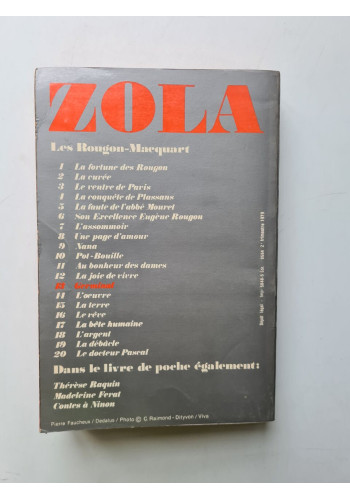 ZOLA
Les Rougon-Macquart
1 La fortune des Rougon
2 La curée
3 Le ventre de Paris
4 La conquête de Plassans
5 La faute de l'abbé Mouret
6 Son Excellence Eugène Rougon
7 L'assommoir
8 Une page d'amour
9 Nana
10 Pot-Bouille
11 Au bonheur des dames
12 La joie de vivre
13 Germinal
14 L'œuvre
15 La terre
16 Le rêve
17 La bête humaine
18 L'argent
19 La débâcle
20 Le docteur Pascal
Dans le livre de poche également:
Thérèse Raquin
Madeleine Ferat
Contes à Ninon
Pierre Faucheux / Dedalus / Photo © C. Raimond - Dityvon / Viva